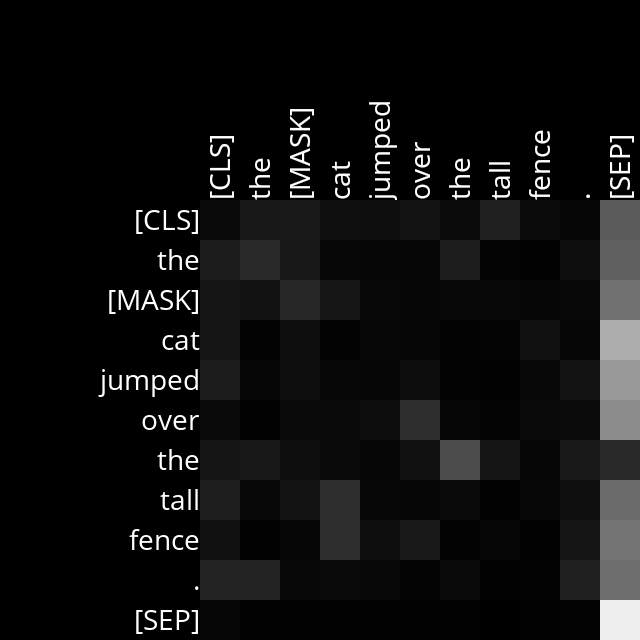 [CLS] the [MASK] cat jumped over the tall fence . [SEP]
[CLS]
the
[MASK]
cat
jumped
over
the
tall
fence
.
[SEP]